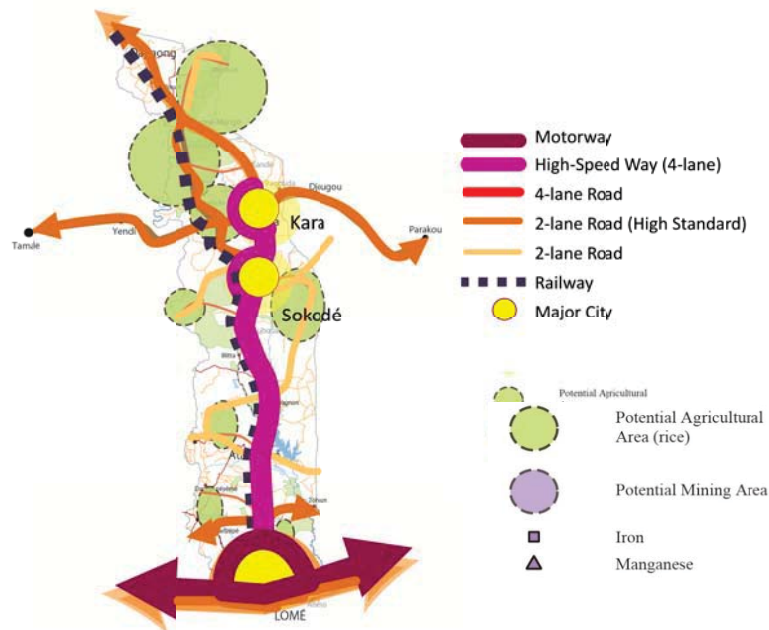 Djougou
Kara
Parakou
Yendi
Tamale
Sokodé
LOMÉ
Motorway
High-Speed Way (4-lane)
4-lane Road
2-lane Road (High Standard)
2-lane Road
Railway
Major City
Potential Agricultural
Potential Agricultural
Area (rice)
Potential Mining Area
Iron
Manganese